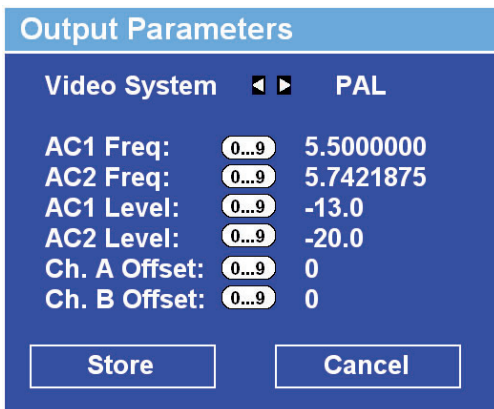 Output Parameters
Video System ◄ ► PAL
AC1 Freq: 0...9 5.5000000
AC2 Freq: 0...9 5.7421875
AC1 Level: 0...9 -13.0
AC2 Level: 0...9 -20.0
Ch. A Offset: 0...9 0
Ch. B Offset: 0...9 0
Store Cancel